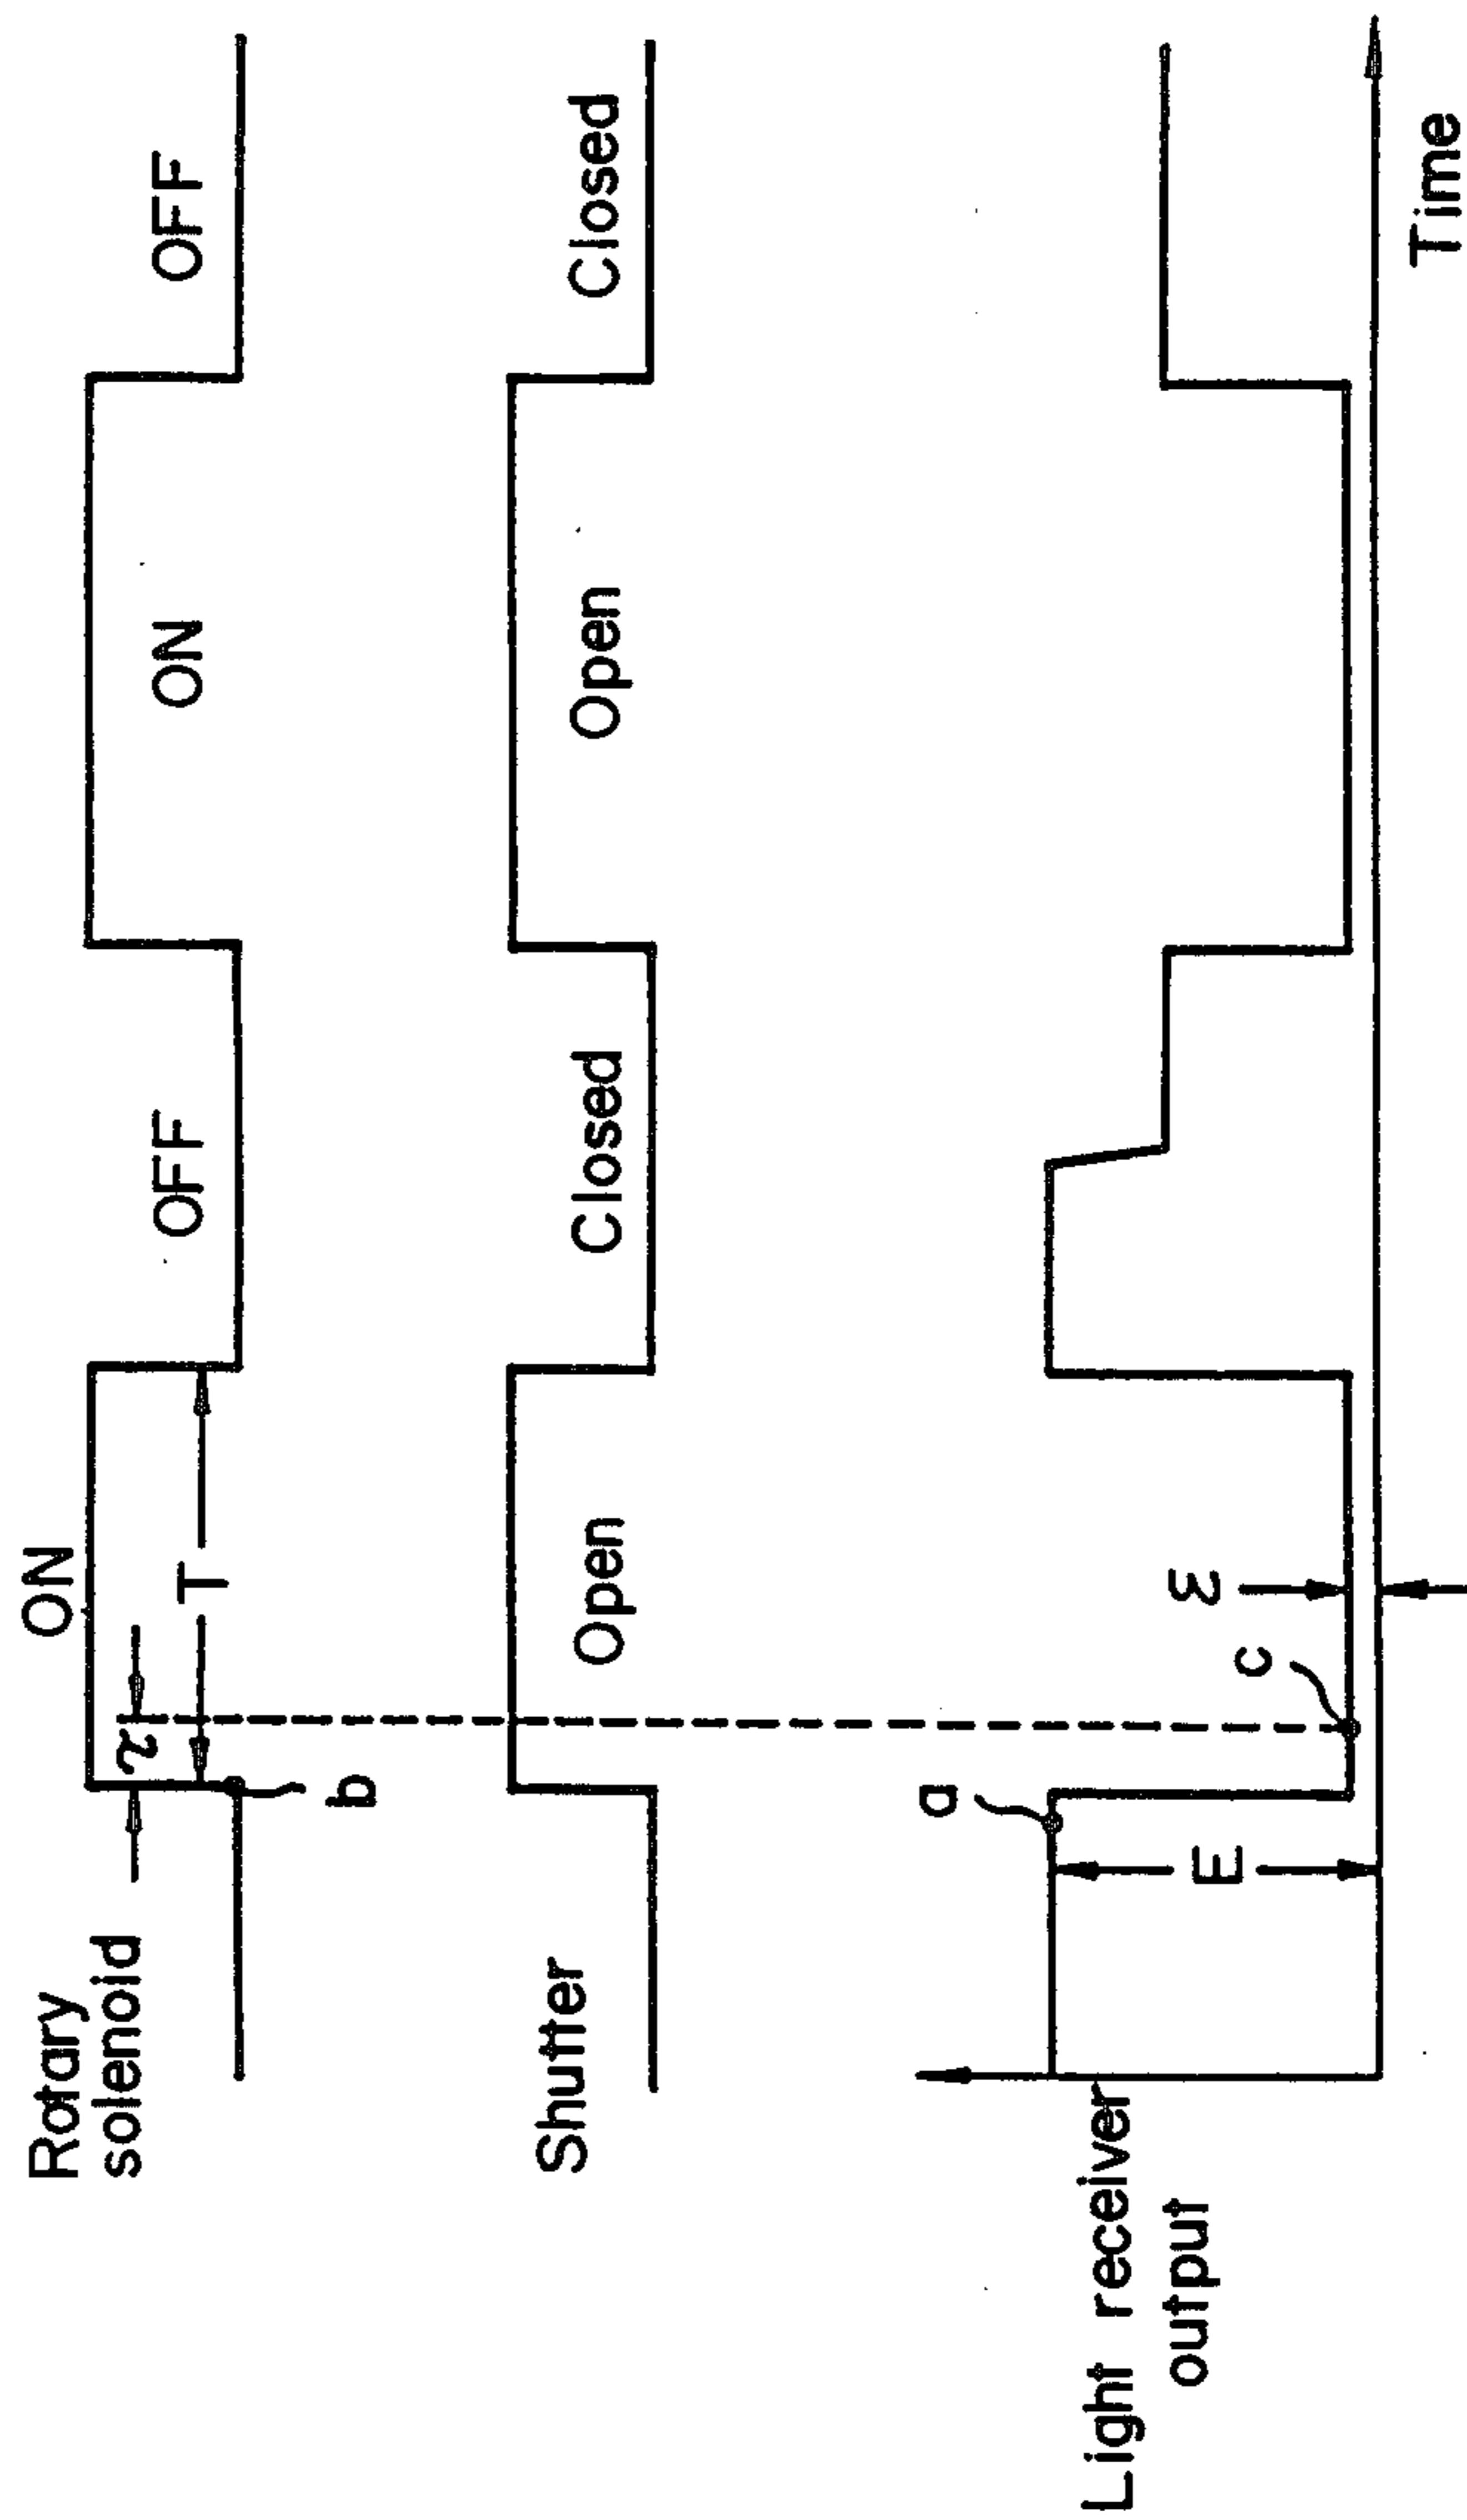 Rotary
solenoid
ON
OFF
ON
OFF
τ
T
b
Shutter
Open
Closed
Open
Closed
Light receiver
output
a
E
c
ε
Time